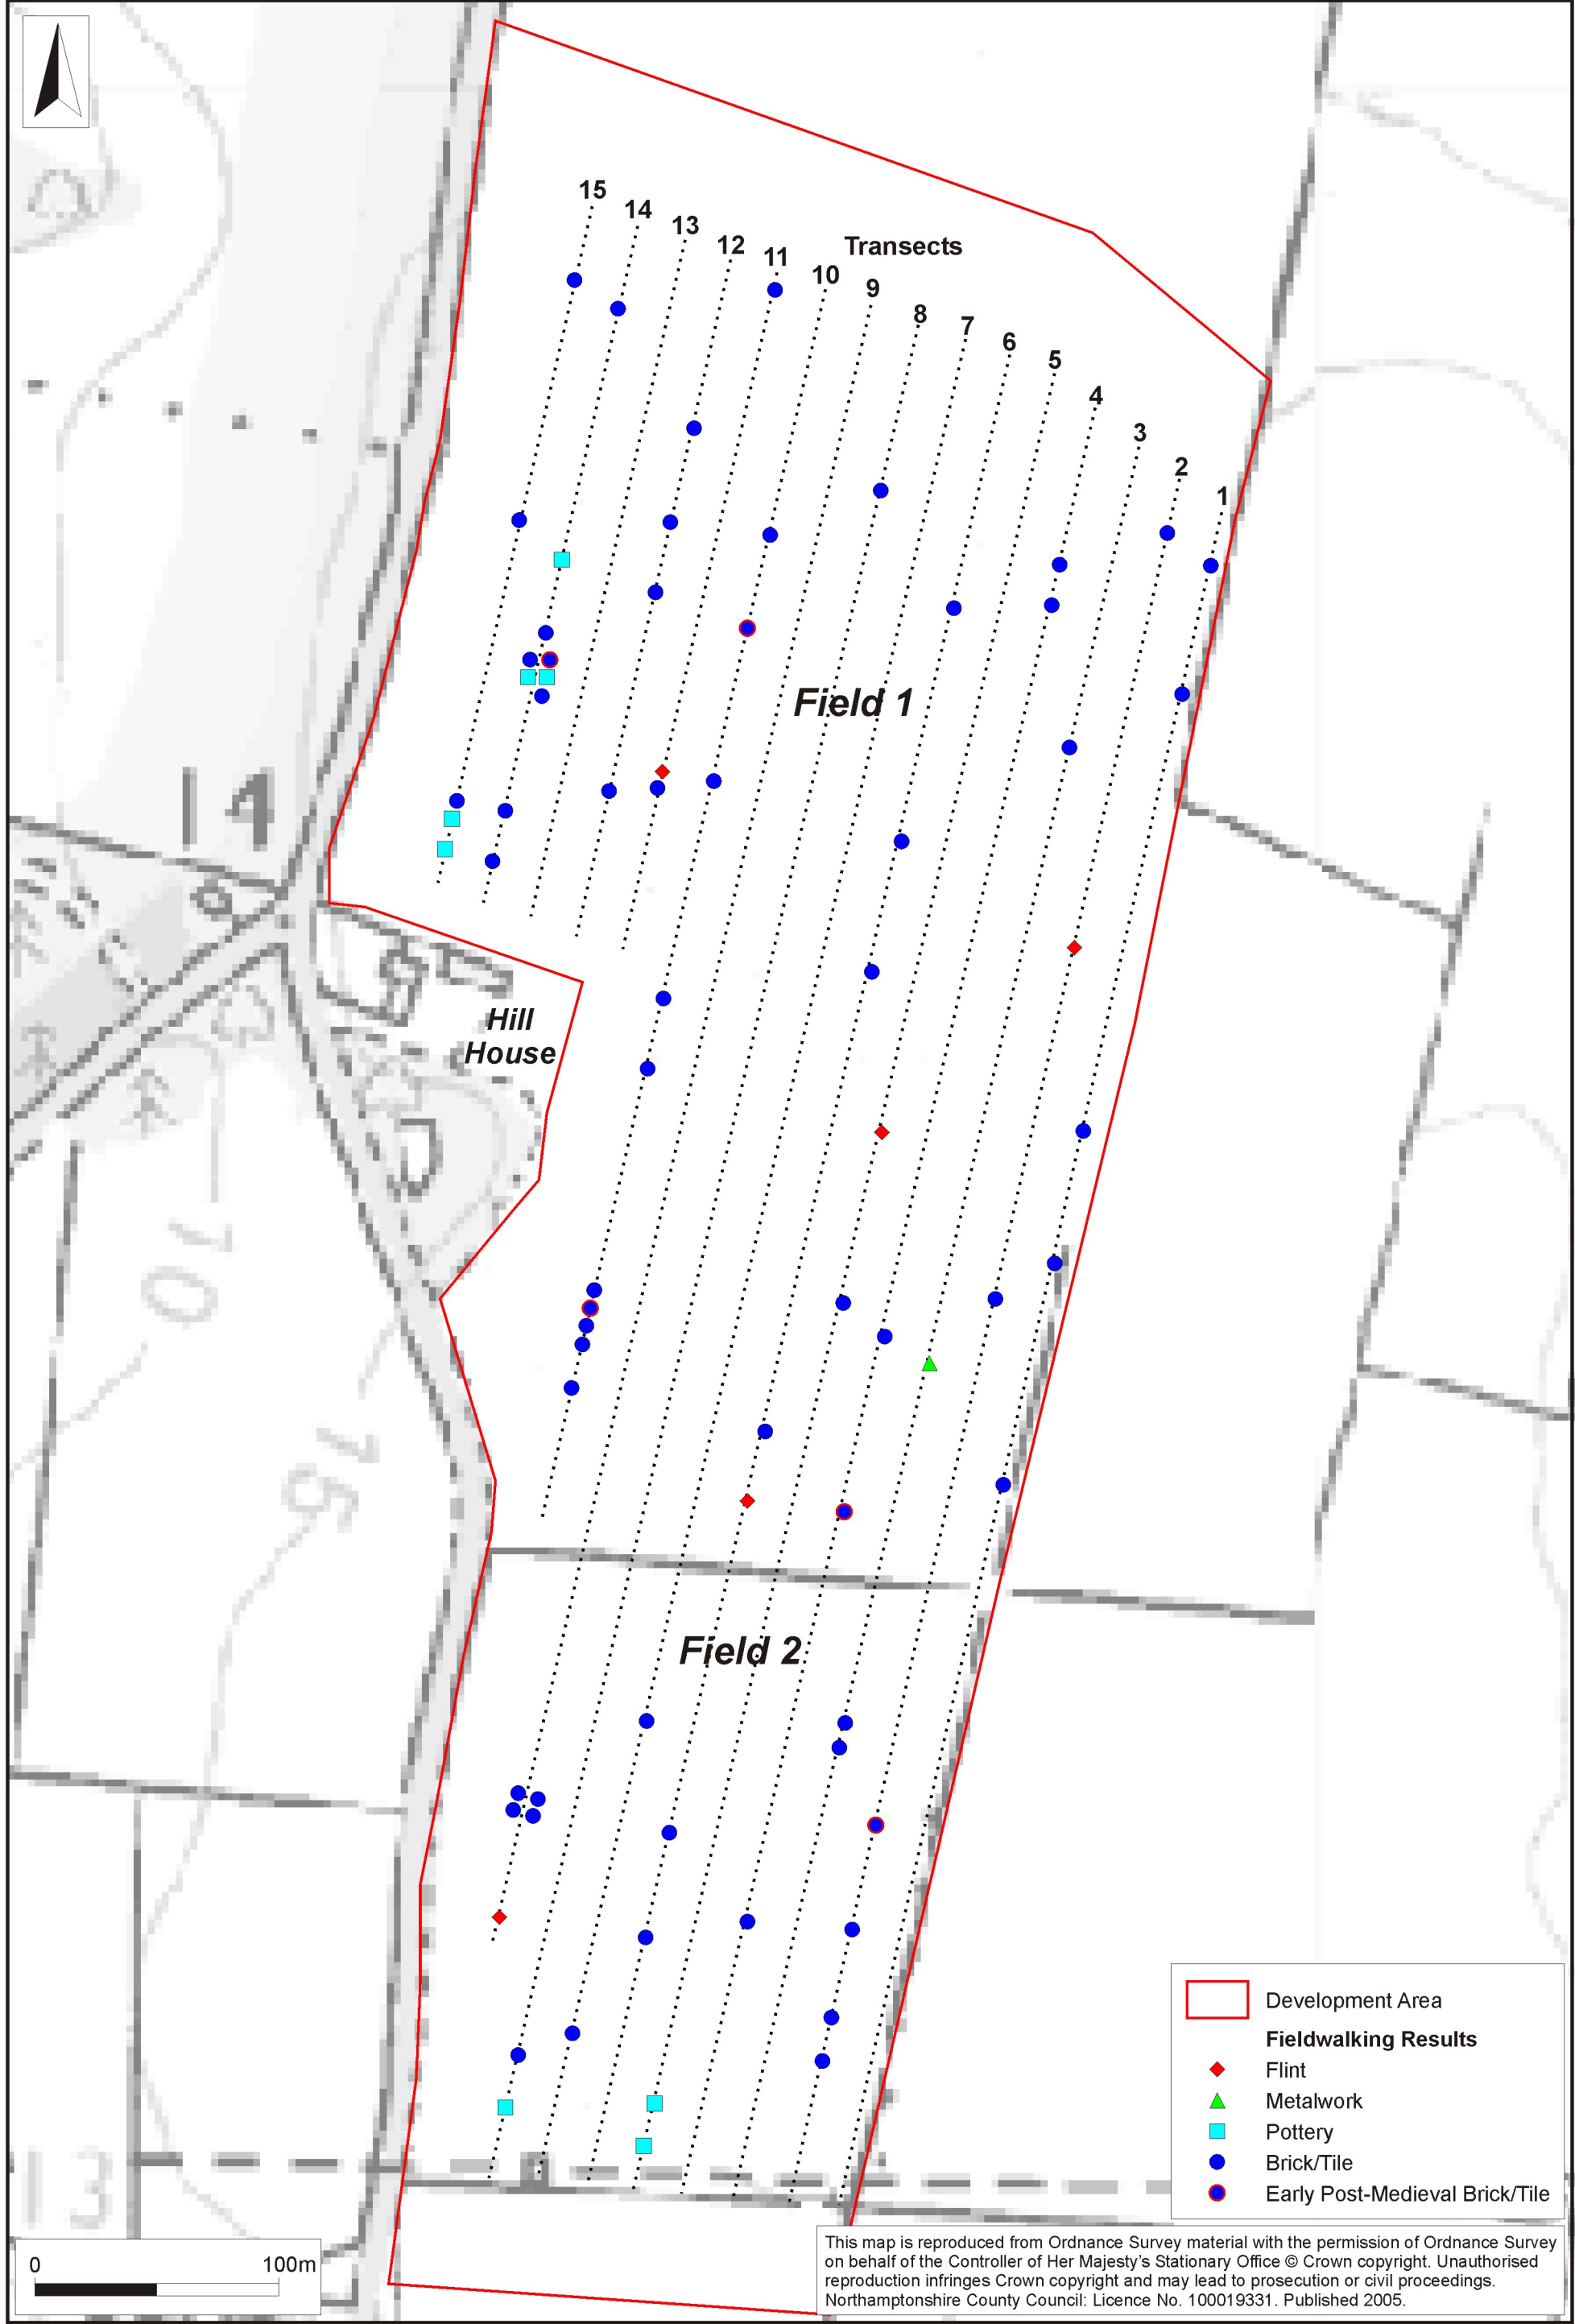 15
14
13
12
11
Transects
10
9
8
7
6
5
4
3
2
1
Field 1
Hill
House
10
15
Field 2
13
Development Area
Fieldwalking Results
Flint
Metalwork
Pottery
Brick/Tile
Early Post-Medieval Brick/Tile
0 100m
This map is reproduced from Ordnance Survey material with the permission of Ordnance Survey
on behalf of the Controller of Her Majesty's Stationary Office © Crown copyright. Unauthorised
reproduction infringes Crown copyright and may lead to prosecution or civil proceedings.
Northamptonshire County Council: Licence No. 100019331. Published 2005.